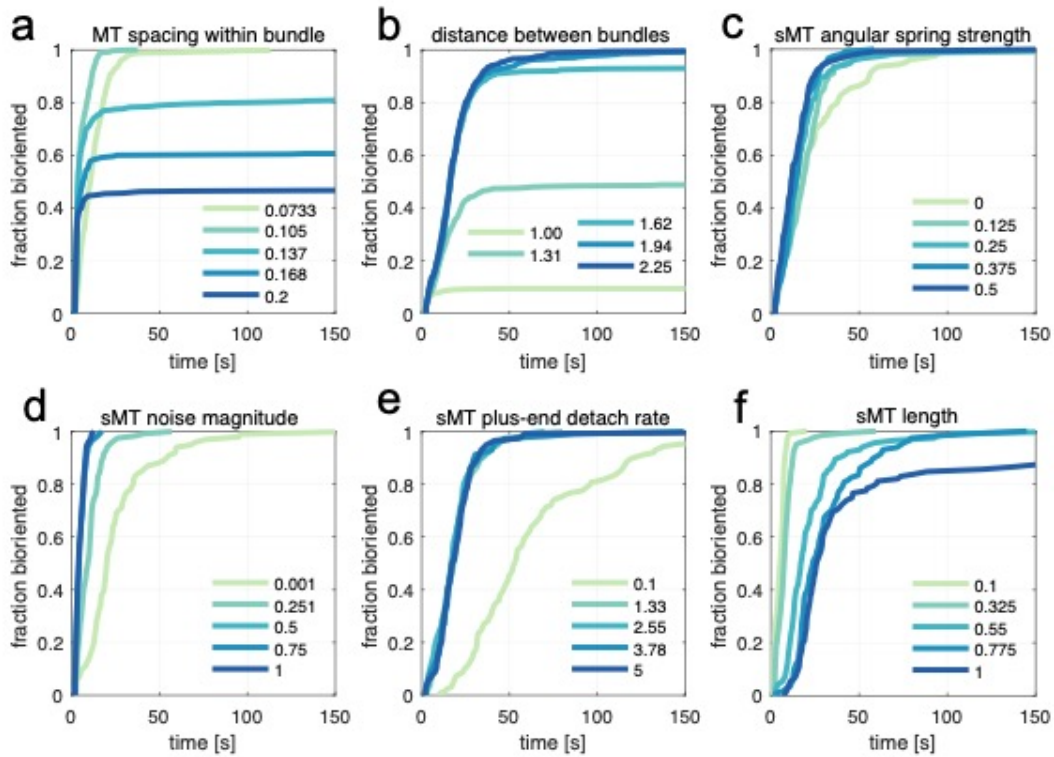 a
MT spacing within bundle
fraction bioriented
1
0.8
0.6
0.4
0.2
0
0.0733
0.105
0.137
0.168
0.2
0 50 100 150
time [s]
b
distance between bundles
fraction bioriented
1
0.8
0.6
0.4
0.2
0
1.00
1.31
1.62
1.94
2.25
0 50 100 150
time [s]
c
sMT angular spring strength
fraction bioriented
1
0.8
0.6
0.4
0.2
0
0
0.125
0.25
0.375
0.5
0 50 100 150
time [s]
d
sMT noise magnitude
fraction bioriented
1
0.8
0.6
0.4
0.2
0
0.001
0.251
0.5
0.75
1
0 50 100 150
time [s]
e
sMT plus-end detach rate
fraction bioriented
1
0.8
0.6
0.4
0.2
0
0.1
1.33
2.55
3.78
5
0 50 100 150
time [s]
f
sMT length
fraction bioriented
1
0.8
0.6
0.4
0.2
0
0.1
0.325
0.55
0.775
1
0 50 100 150
time [s]